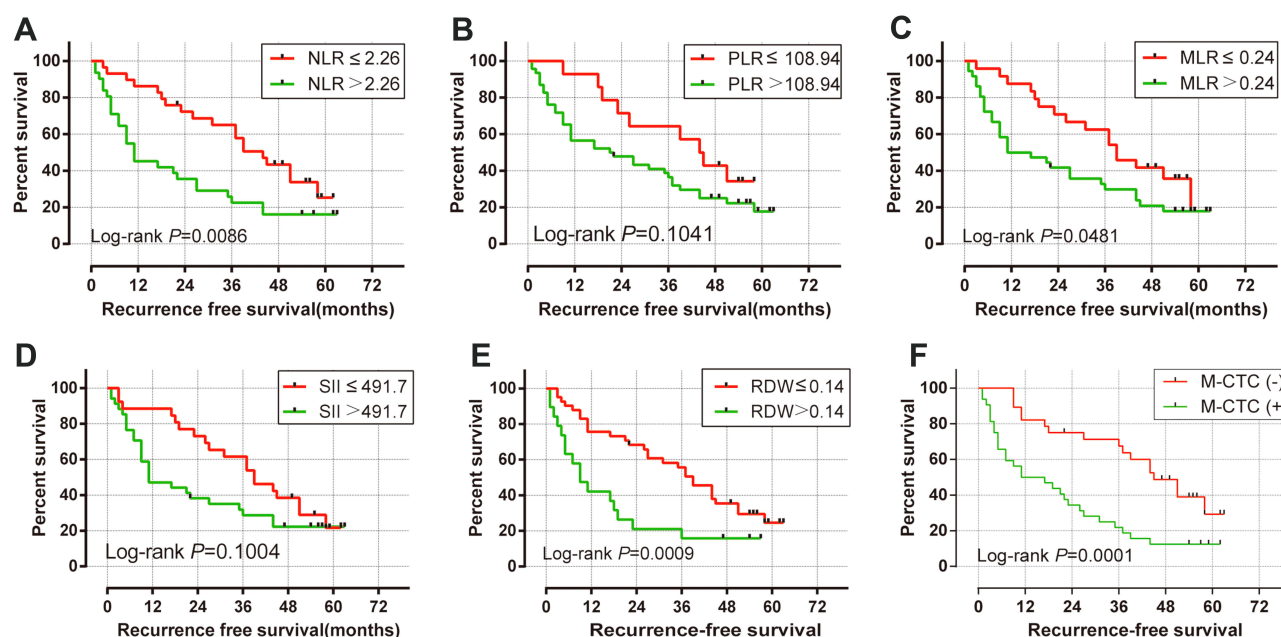 A
NLR ≤ 2.26
NLR > 2.26
Percent survival
100
80
60
40
20
0
Log-rank P=0.0086
0 12 24 36 48 60 72
Recurrence free survival(months)
B
PLR ≤ 108.94
PLR > 108.94
Percent survival
100
80
60
40
20
0
Log-rank P=0.1041
0 12 24 36 48 60 72
Recurrence free survival(months)
C
MLR ≤ 0.24
MLR > 0.24
Percent survival
100
80
60
40
20
0
Log-rank P=0.0481
0 12 24 36 48 60 72
Recurrence free survival(months)
D
SII ≤ 491.7
SII > 491.7
Percent survival
100
80
60
40
20
0
Log-rank P=0.1004
0 12 24 36 48 60 72
Recurrence free survival(months)
E
RDW ≤ 0.14
RDW > 0.14
Percent survival
100
80
60
40
20
0
Log-rank P=0.0009
0 12 24 36 48 60 72
Recurrence-free survival
F
M-CTC (-)
M-CTC (+
Percent survival
100
80
60
40
20
0
Log-rank P=0.0001
0 12 24 36 48 60 72
Recurrence-free survival